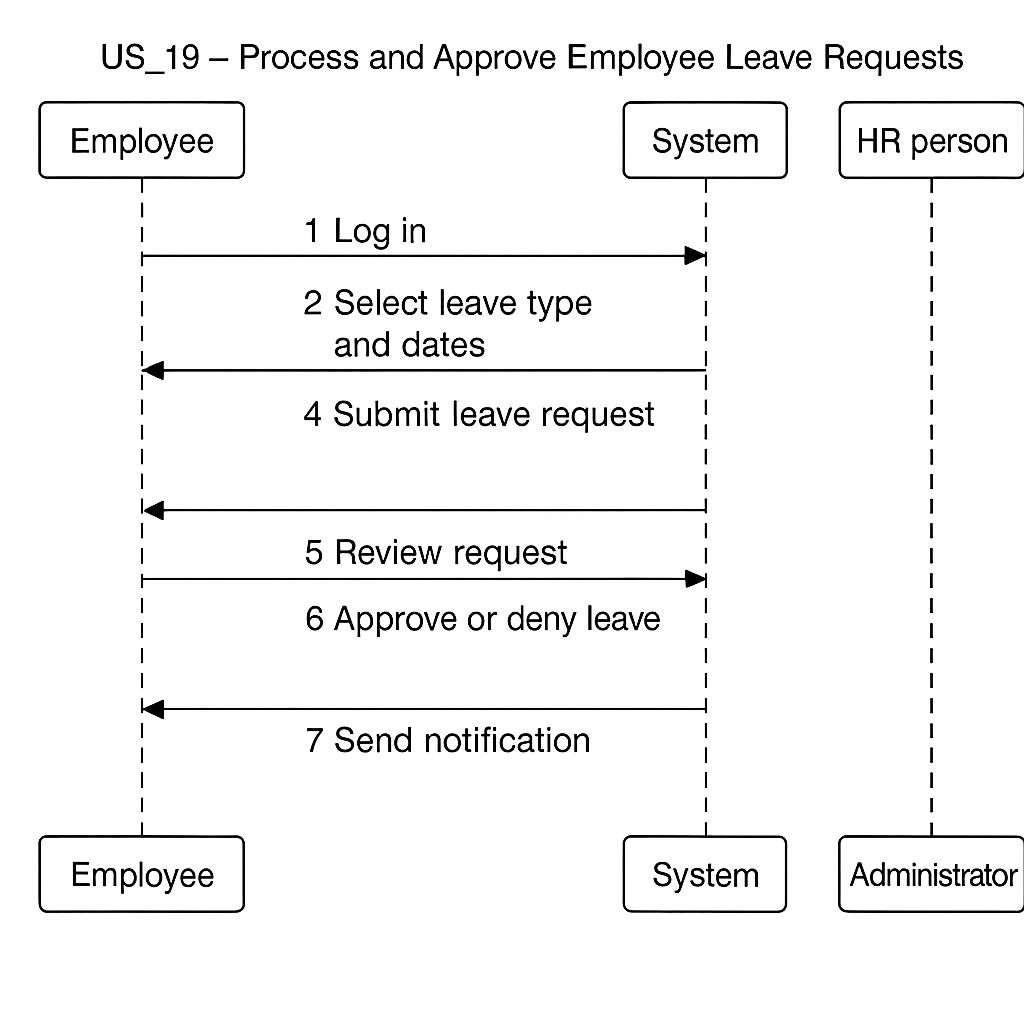 US_19 – Process and Approve Employee Leave Requests
Employee
System
HR person
1 Log in
2 Select leave type
and dates
4 Submit leave request
5 Review request
6 Approve or deny leave
7 Send notification
Employee
System
Administrator